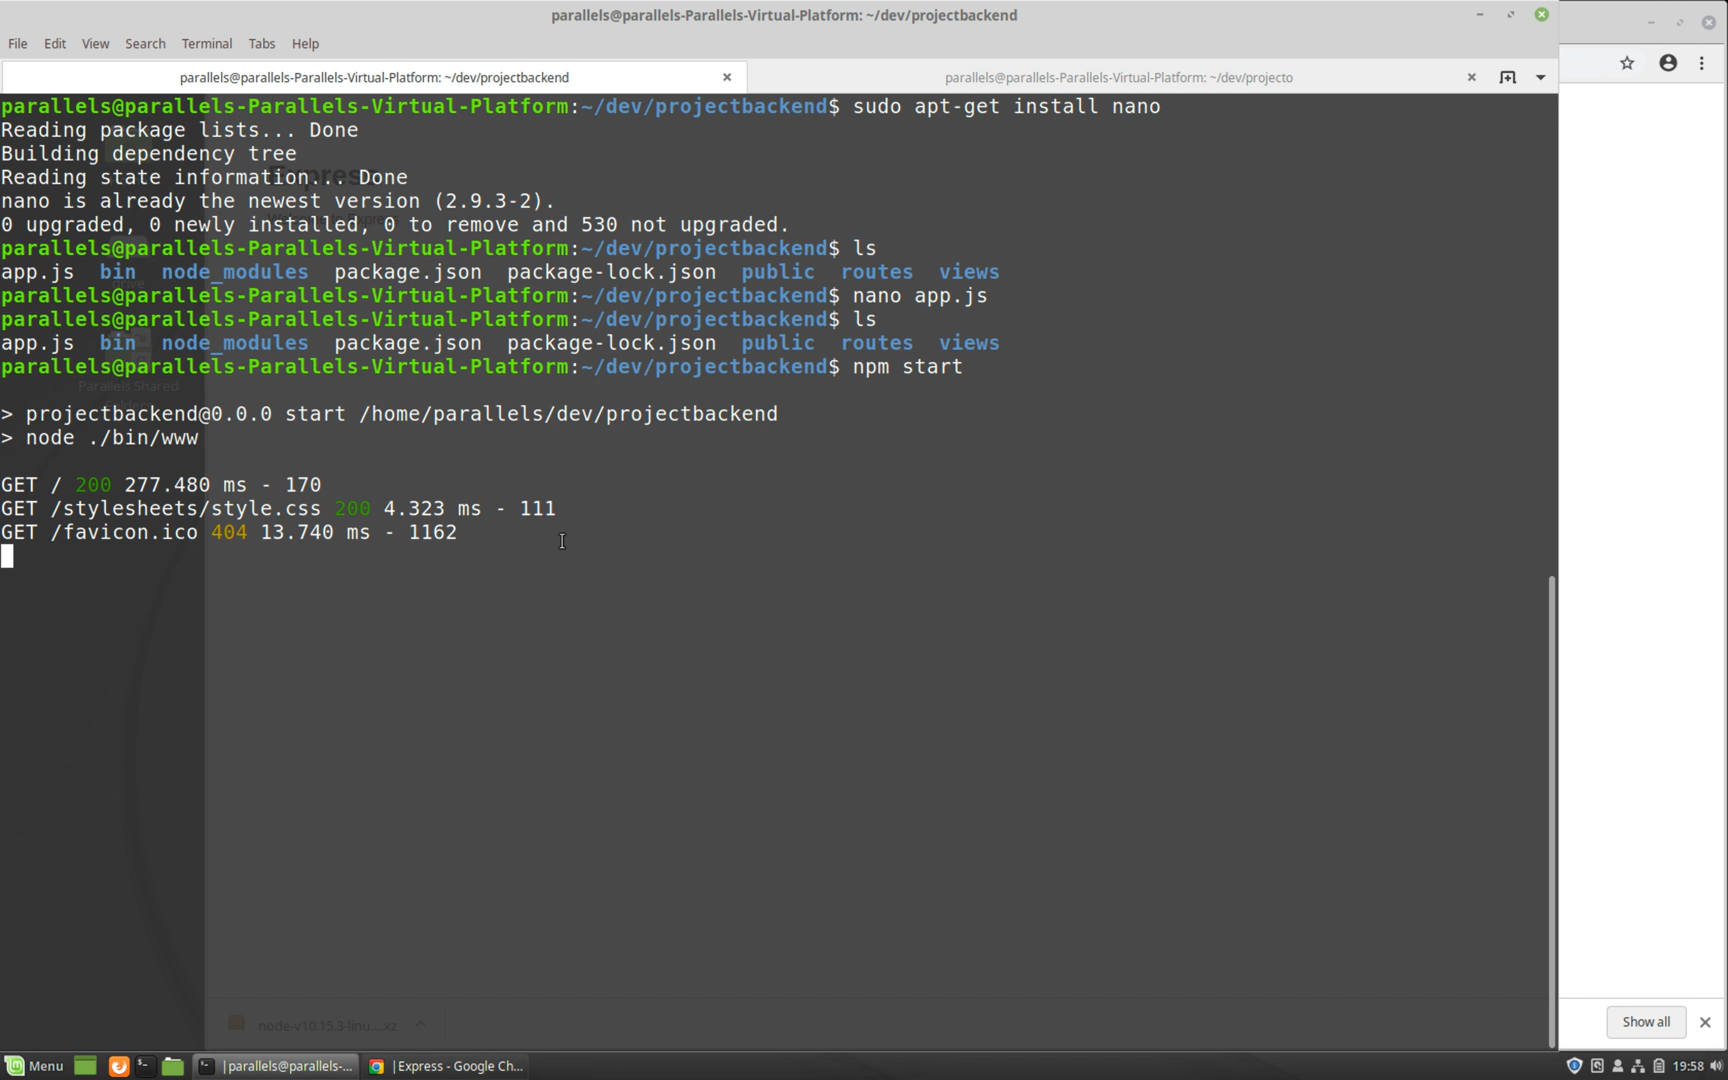 parallels@parallels-Parallels-Virtual-Platform: ~/dev/projectbackend
File Edit View Search Terminal Tabs Help
parallels@parallels-Parallels-Virtual-Platform: ~/dev/projectbackend
parallels@parallels-Parallels-Virtual-Platform: ~/dev/projecto
parallels@parallels-Parallels-Virtual-Platform:~/dev/projectbackend$ sudo apt-get install nano
Reading package lists... Done
Building dependency tree
Reading state information... Done
nano is already the newest version (2.9.3-2).
0 upgraded, 0 newly installed, 0 to remove and 530 not upgraded.
parallels@parallels-Parallels-Virtual-Platform:~/dev/projectbackend$ ls
app.js bin node_modules package.json package-lock.json public routes views
parallels@parallels-Parallels-Virtual-Platform:~/dev/projectbackend$ nano app.js
parallels@parallels-Parallels-Virtual-Platform:~/dev/projectbackend$ ls
app.js bin node_modules package.json package-lock.json public routes views
parallels@parallels-Parallels-Virtual-Platform:~/dev/projectbackend$ npm start
Parallels Shared
> projectbackend@0.0.0 start /home/parallels/dev/projectbackend
> node ./bin/www
GET / 200 277.480 ms - 170
GET /stylesheets/style.css 200 4.323 ms - 111
GET /favicon.ico 404 13.740 ms - 1162
node-v10.15.3-linu....xz
Show all
Menu
|parallels@parallels-...
|Express - Google Ch...
19:58